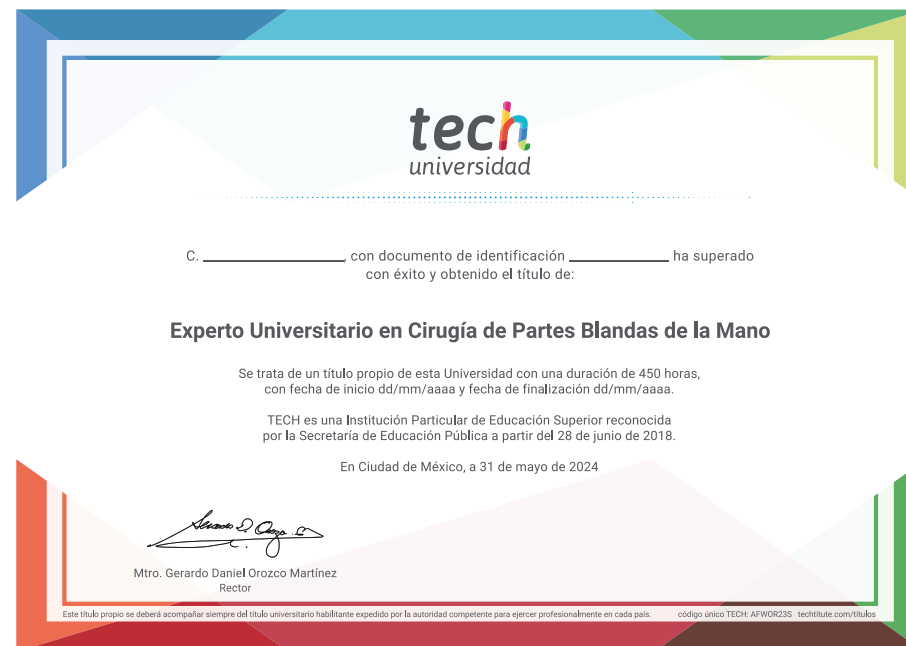 tech
universidad
C. ____________, con documento de identificación ____________ ha superado
con éxito y obtenido el título de:
Experto Universitario en Cirugía de Partes Blandas de la Mano
Se trata de un título propio de esta Universidad con una duración de 450 horas,
con fecha de inicio dd/mm/aaaa y fecha de finalización dd/mm/aaaa.
TECH es una Institución Particular de Educación Superior reconocida
por la Secretaría de Educación Pública a partir del 28 de junio de 2018.
En Ciudad de México, a 31 de mayo de 2024
Mtro. Gerardo Daniel Orozco Martínez
Rector
Este título propio se deberá acompañar siempre del título universitario habilitante expedido por la autoridad competente para ejercer profesionalmente en cada país. código único TECH: AFWOR23S techtitute.com/titulos